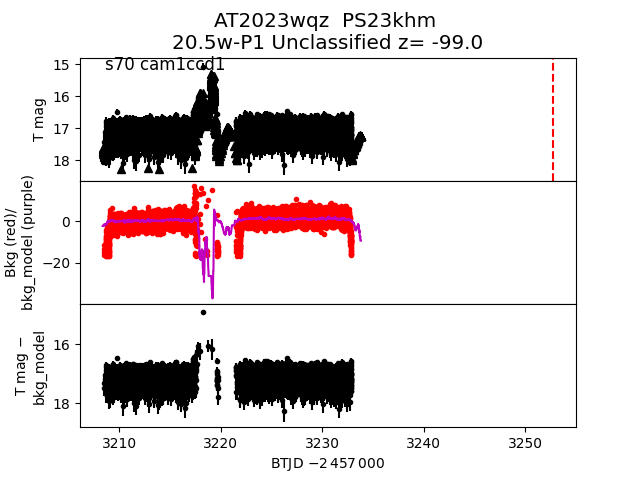 AT2023wqz  PS23khm
20.5w-P1 Unclassified z= -99.0
s70 cam1ccd1
15
16
17
18
T mag
0
−20
Bkg (red)/
bkg_model (purple)
16
18
T mag −
bkg_model
3210
3220
3230
3240
3250
BTJD −2 457 000